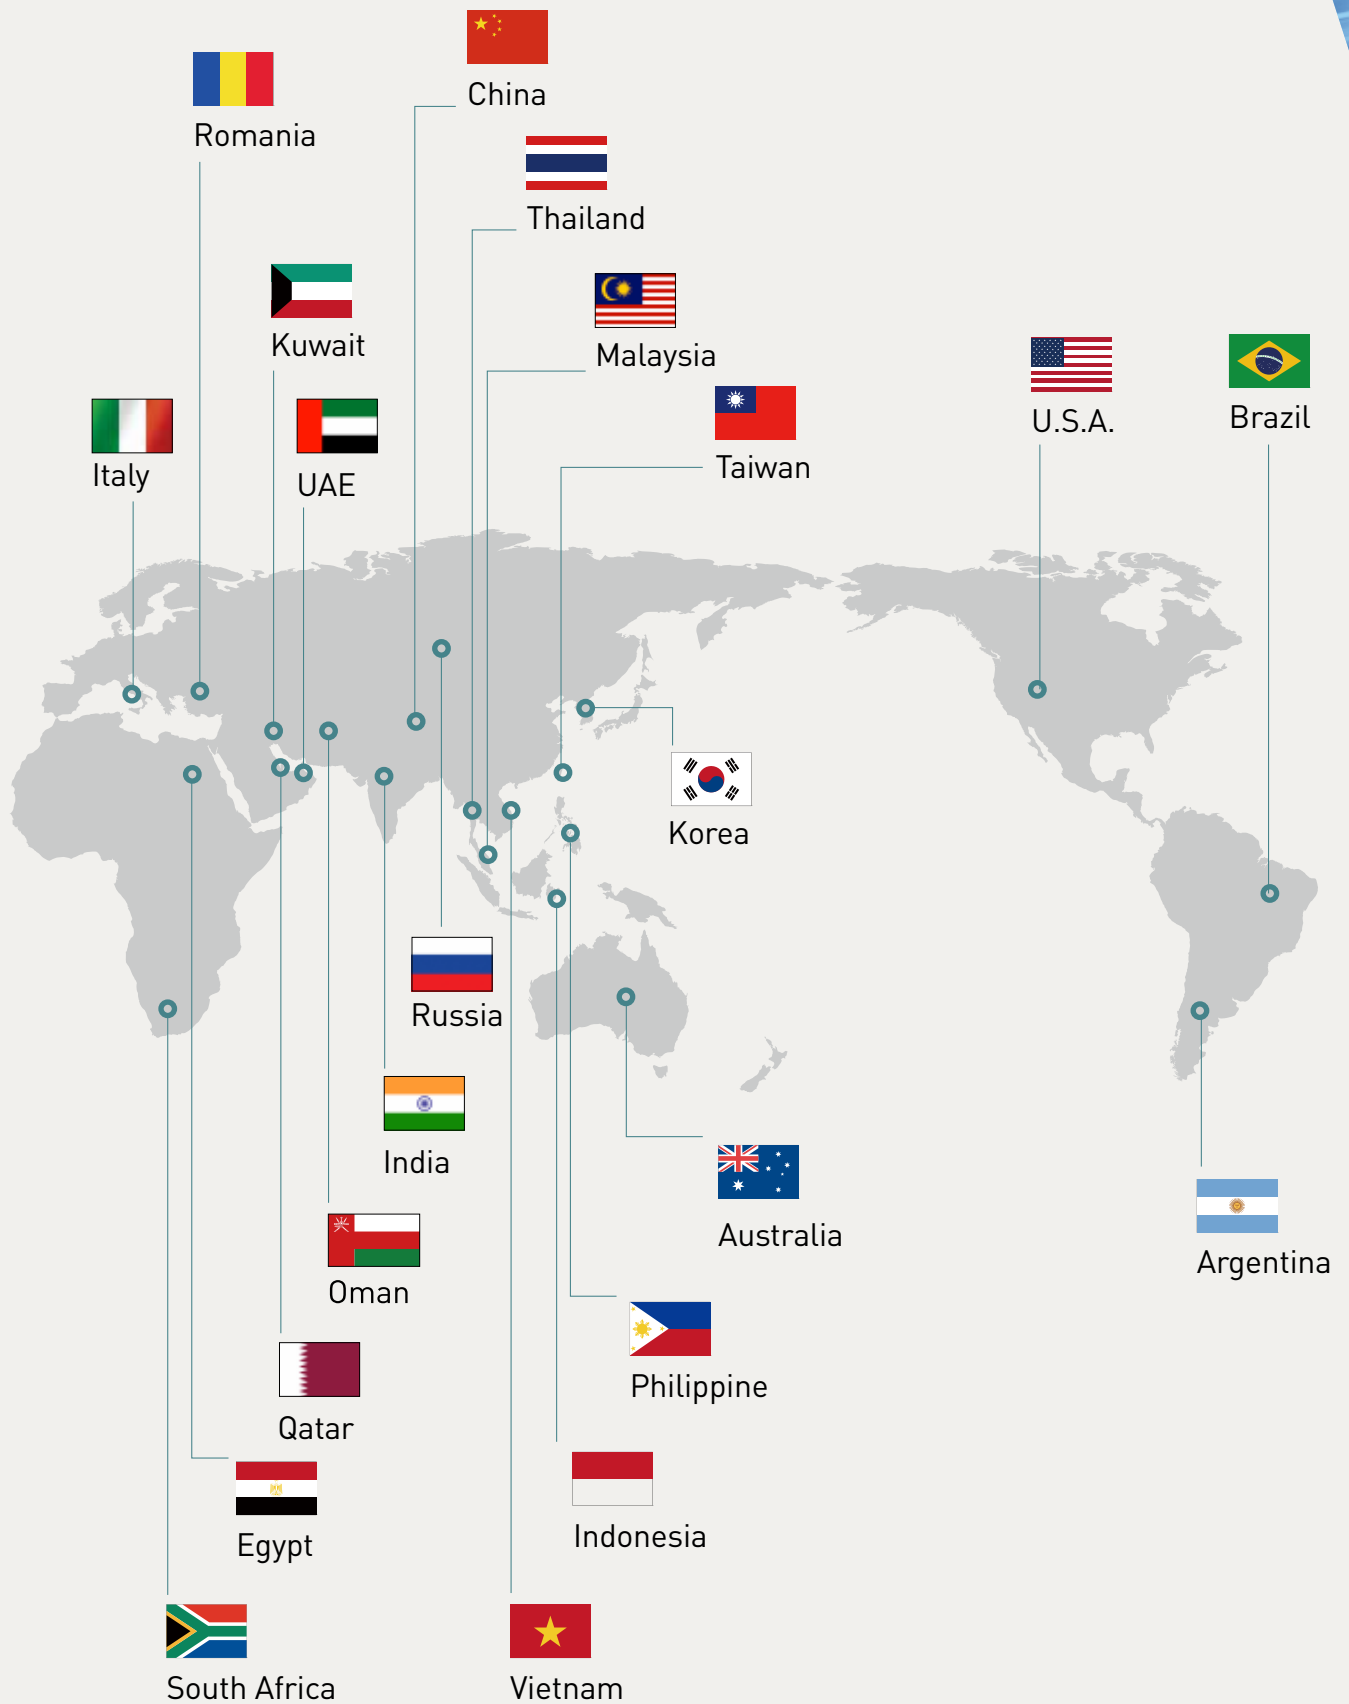 China
Romania
Thailand
Kuwait
Malaysia
U.S.A.
Brazil
Italy
UAE
Taiwan
Korea
Russia
India
Australia
Argentina
Oman
Philippine
Qatar
Indonesia
Egypt
South Africa
Vietnam